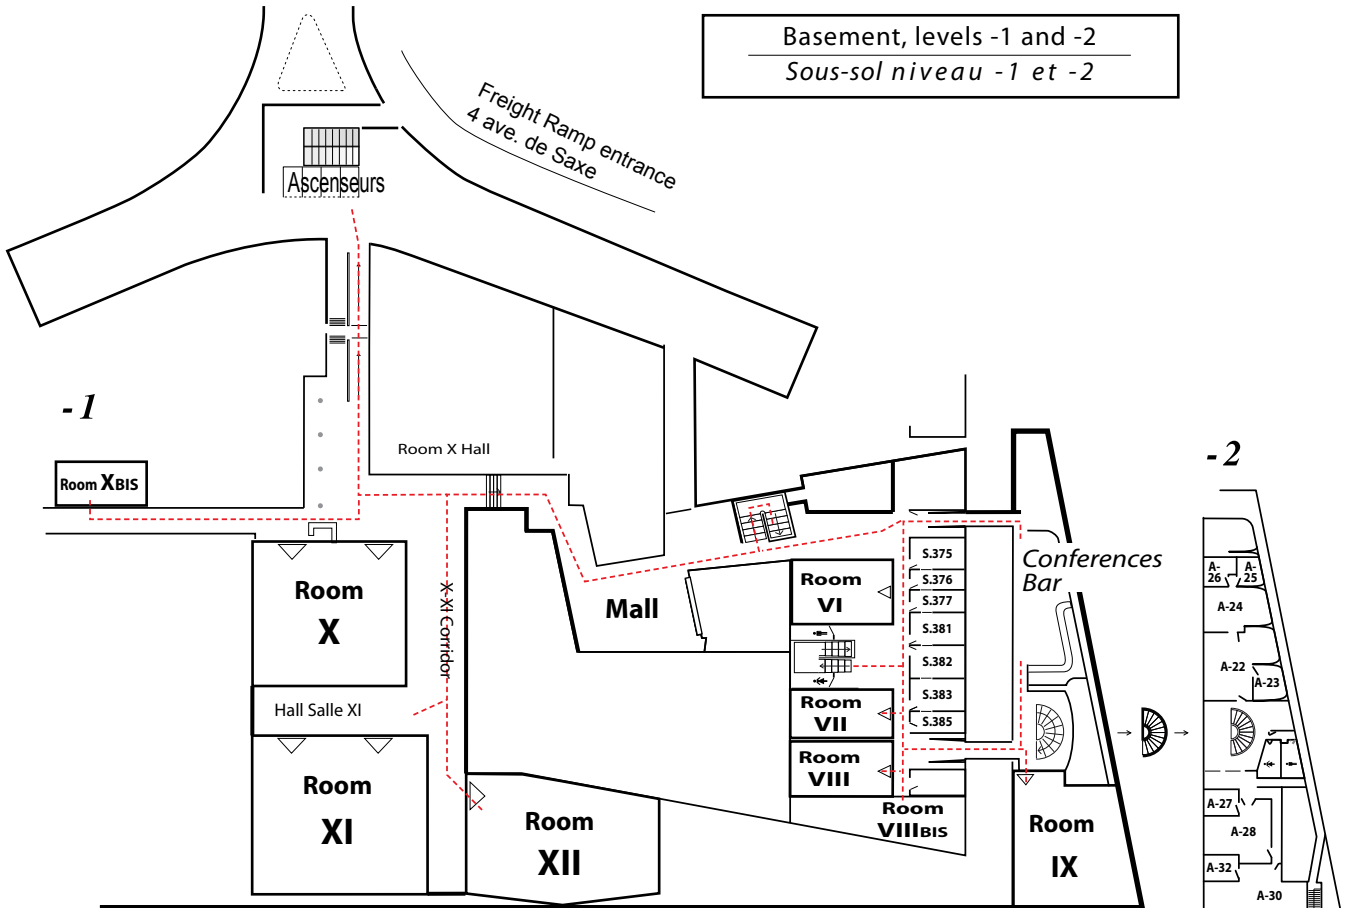 Basement, levels -1 and -2
Sous-sol niveau -1 et -2
Freight Ramp entrance
4 ave. de Saxe
Ascenseurs
-1
Room X Hall
Room XBIS
-2
Conferences
Bar
Room
X
X-XI Corridor
Mall
Room
VI
S.375
S.376
S.377
S.381
S.382
S.383
S.385
Hall Salle XI
Room
VII
Room
VIII
Room
VIIIBIS
Room
XI
Room
XII
Room
IX
A-
26
A-
25
A-24
A-22
A-23
A-27
A-28
A-32
A-30